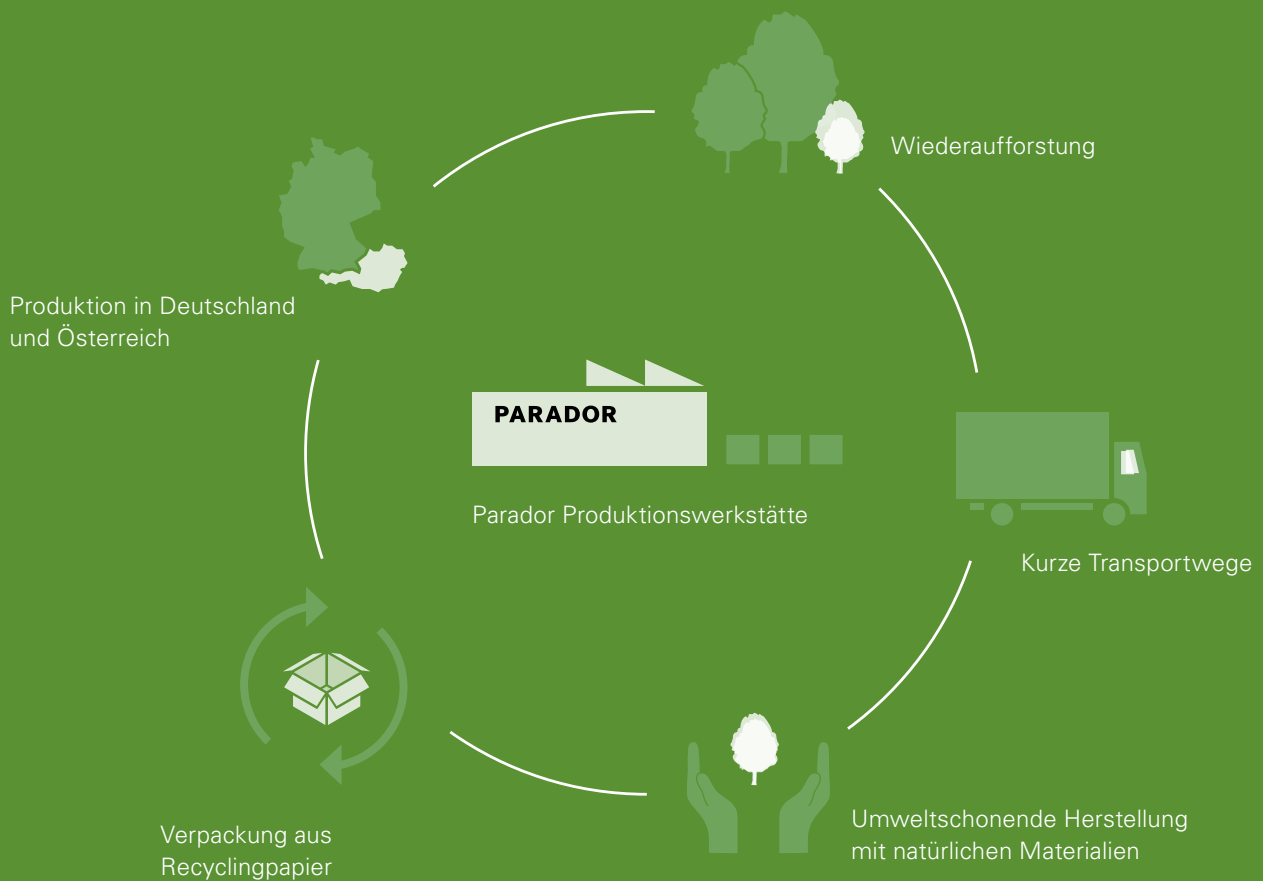 Wiederaufforstung
Produktion in Deutschland
und Österreich
PARADOR
Parador Produktionswerkstätte
Kurze Transportwege
Umweltschonende Herstellung
mit natürlichen Materialien
Verpackung aus
Recyclingpapier